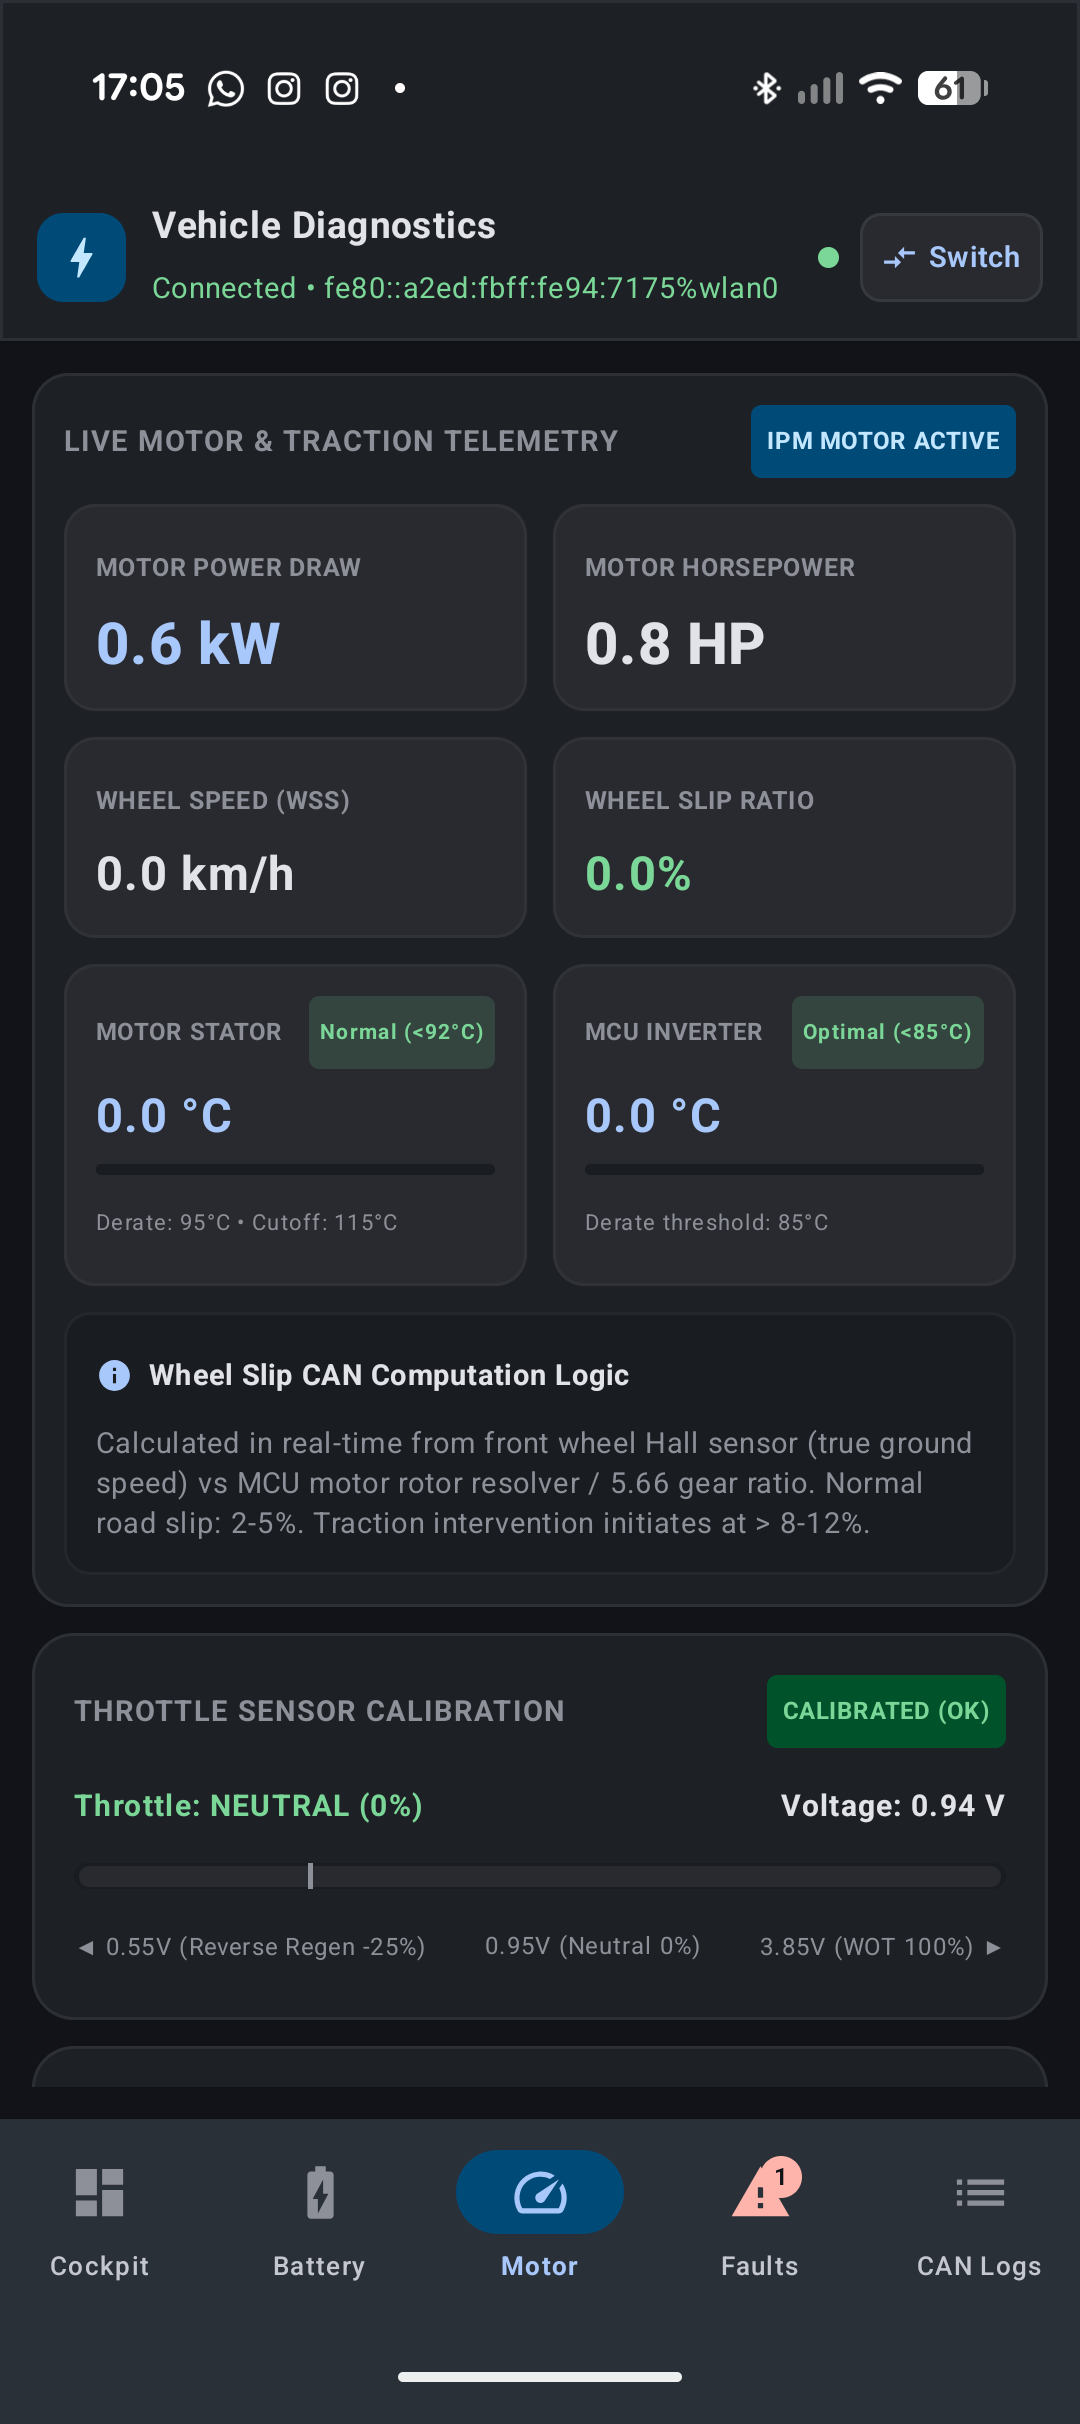 17:05
61
Vehicle Diagnostics
Connected • fe80::a2ed:fbff:fe94:7175%wlan0
Switch
LIVE MOTOR & TRACTION TELEMETRY
IPM MOTOR ACTIVE
MOTOR POWER DRAW
0.6 kW
MOTOR HORSEPOWER
0.8 HP
WHEEL SPEED (WSS)
0.0 km/h
WHEEL SLIP RATIO
0.0%
MOTOR STATOR
Normal (<92°C)
0.0 °C
Derate: 95°C • Cutoff: 115°C
MCU INVERTER
Optimal (<85°C)
0.0 °C
Derate threshold: 85°C
Wheel Slip CAN Computation Logic
Calculated in real-time from front wheel Hall sensor (true ground
speed) vs MCU motor rotor resolver / 5.66 gear ratio. Normal
road slip: 2-5%. Traction intervention initiates at > 8-12%.
THROTTLE SENSOR CALIBRATION
CALIBRATED (OK)
Throttle: NEUTRAL (0%)
Voltage: 0.94 V
◄ 0.55V (Reverse Regen -25%)
0.95V (Neutral 0%)
3.85V (WOT 100%) ►
Cockpit
Battery
Motor
1
Faults
CAN Logs